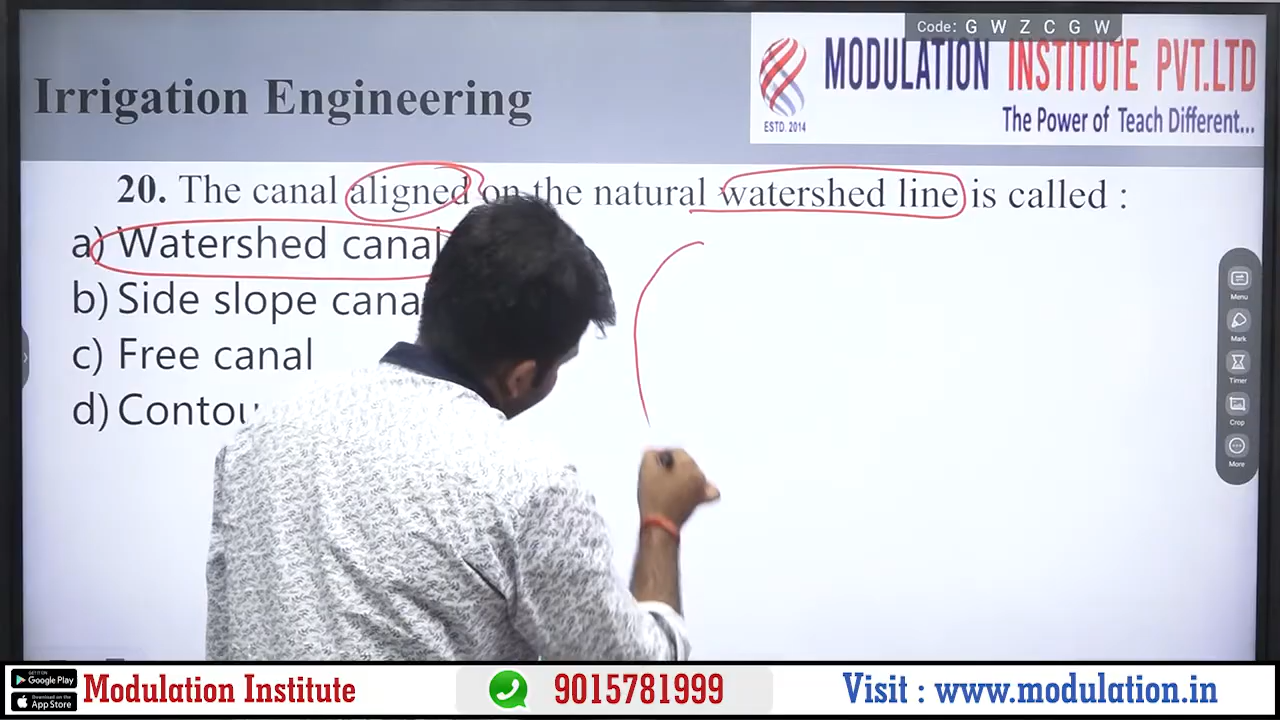 Code: G W Z C G W
MODULATION INSTITUTE PVT.LTD
ESTD. 2014
The Power of Teach Different...
Irrigation Engineering
20. The canal aligned on the natural watershed line is called :
a) Watershed canal
b) Side slope cana
c) Free canal
d) Contou
Menu
Mark
Timer
Crop
More
GET IT ON
Google Play
Download on the
App Store
Modulation Institute
9015781999
Visit : www.modulation.in